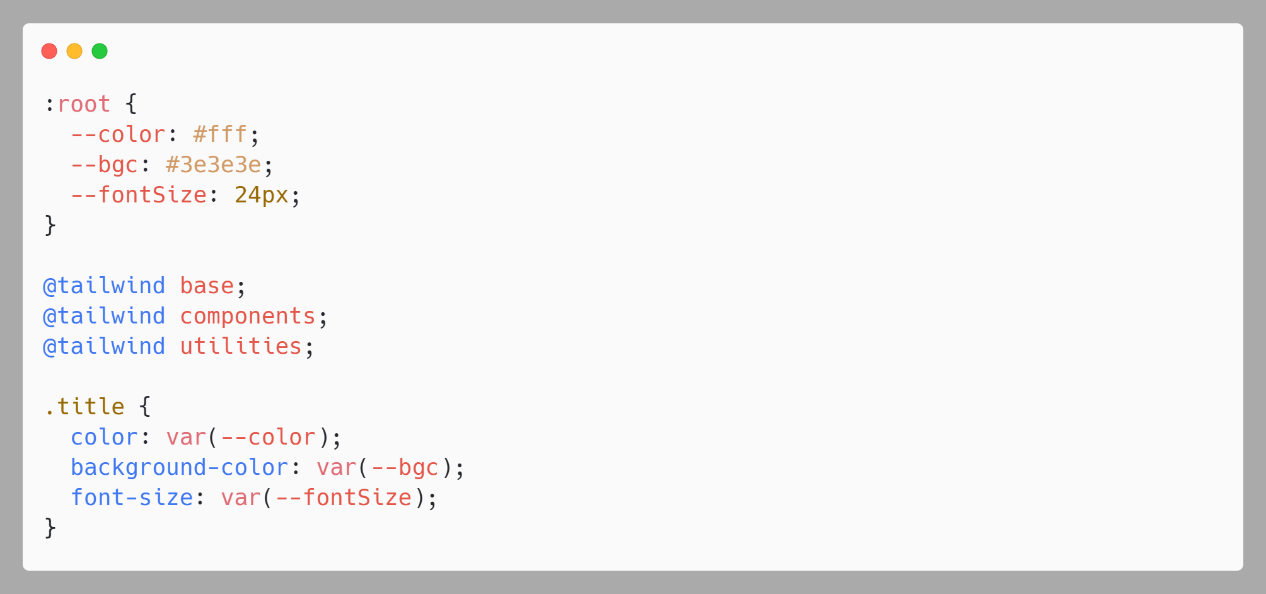 :root {
  --color: #fff;
  --bgc: #3e3e3e;
  --fontSize: 24px;
}

@tailwind base;
@tailwind components;
@tailwind utilities;

.title {
  color: var(--color);
  background-color: var(--bgc);
  font-size: var(--fontSize);
}